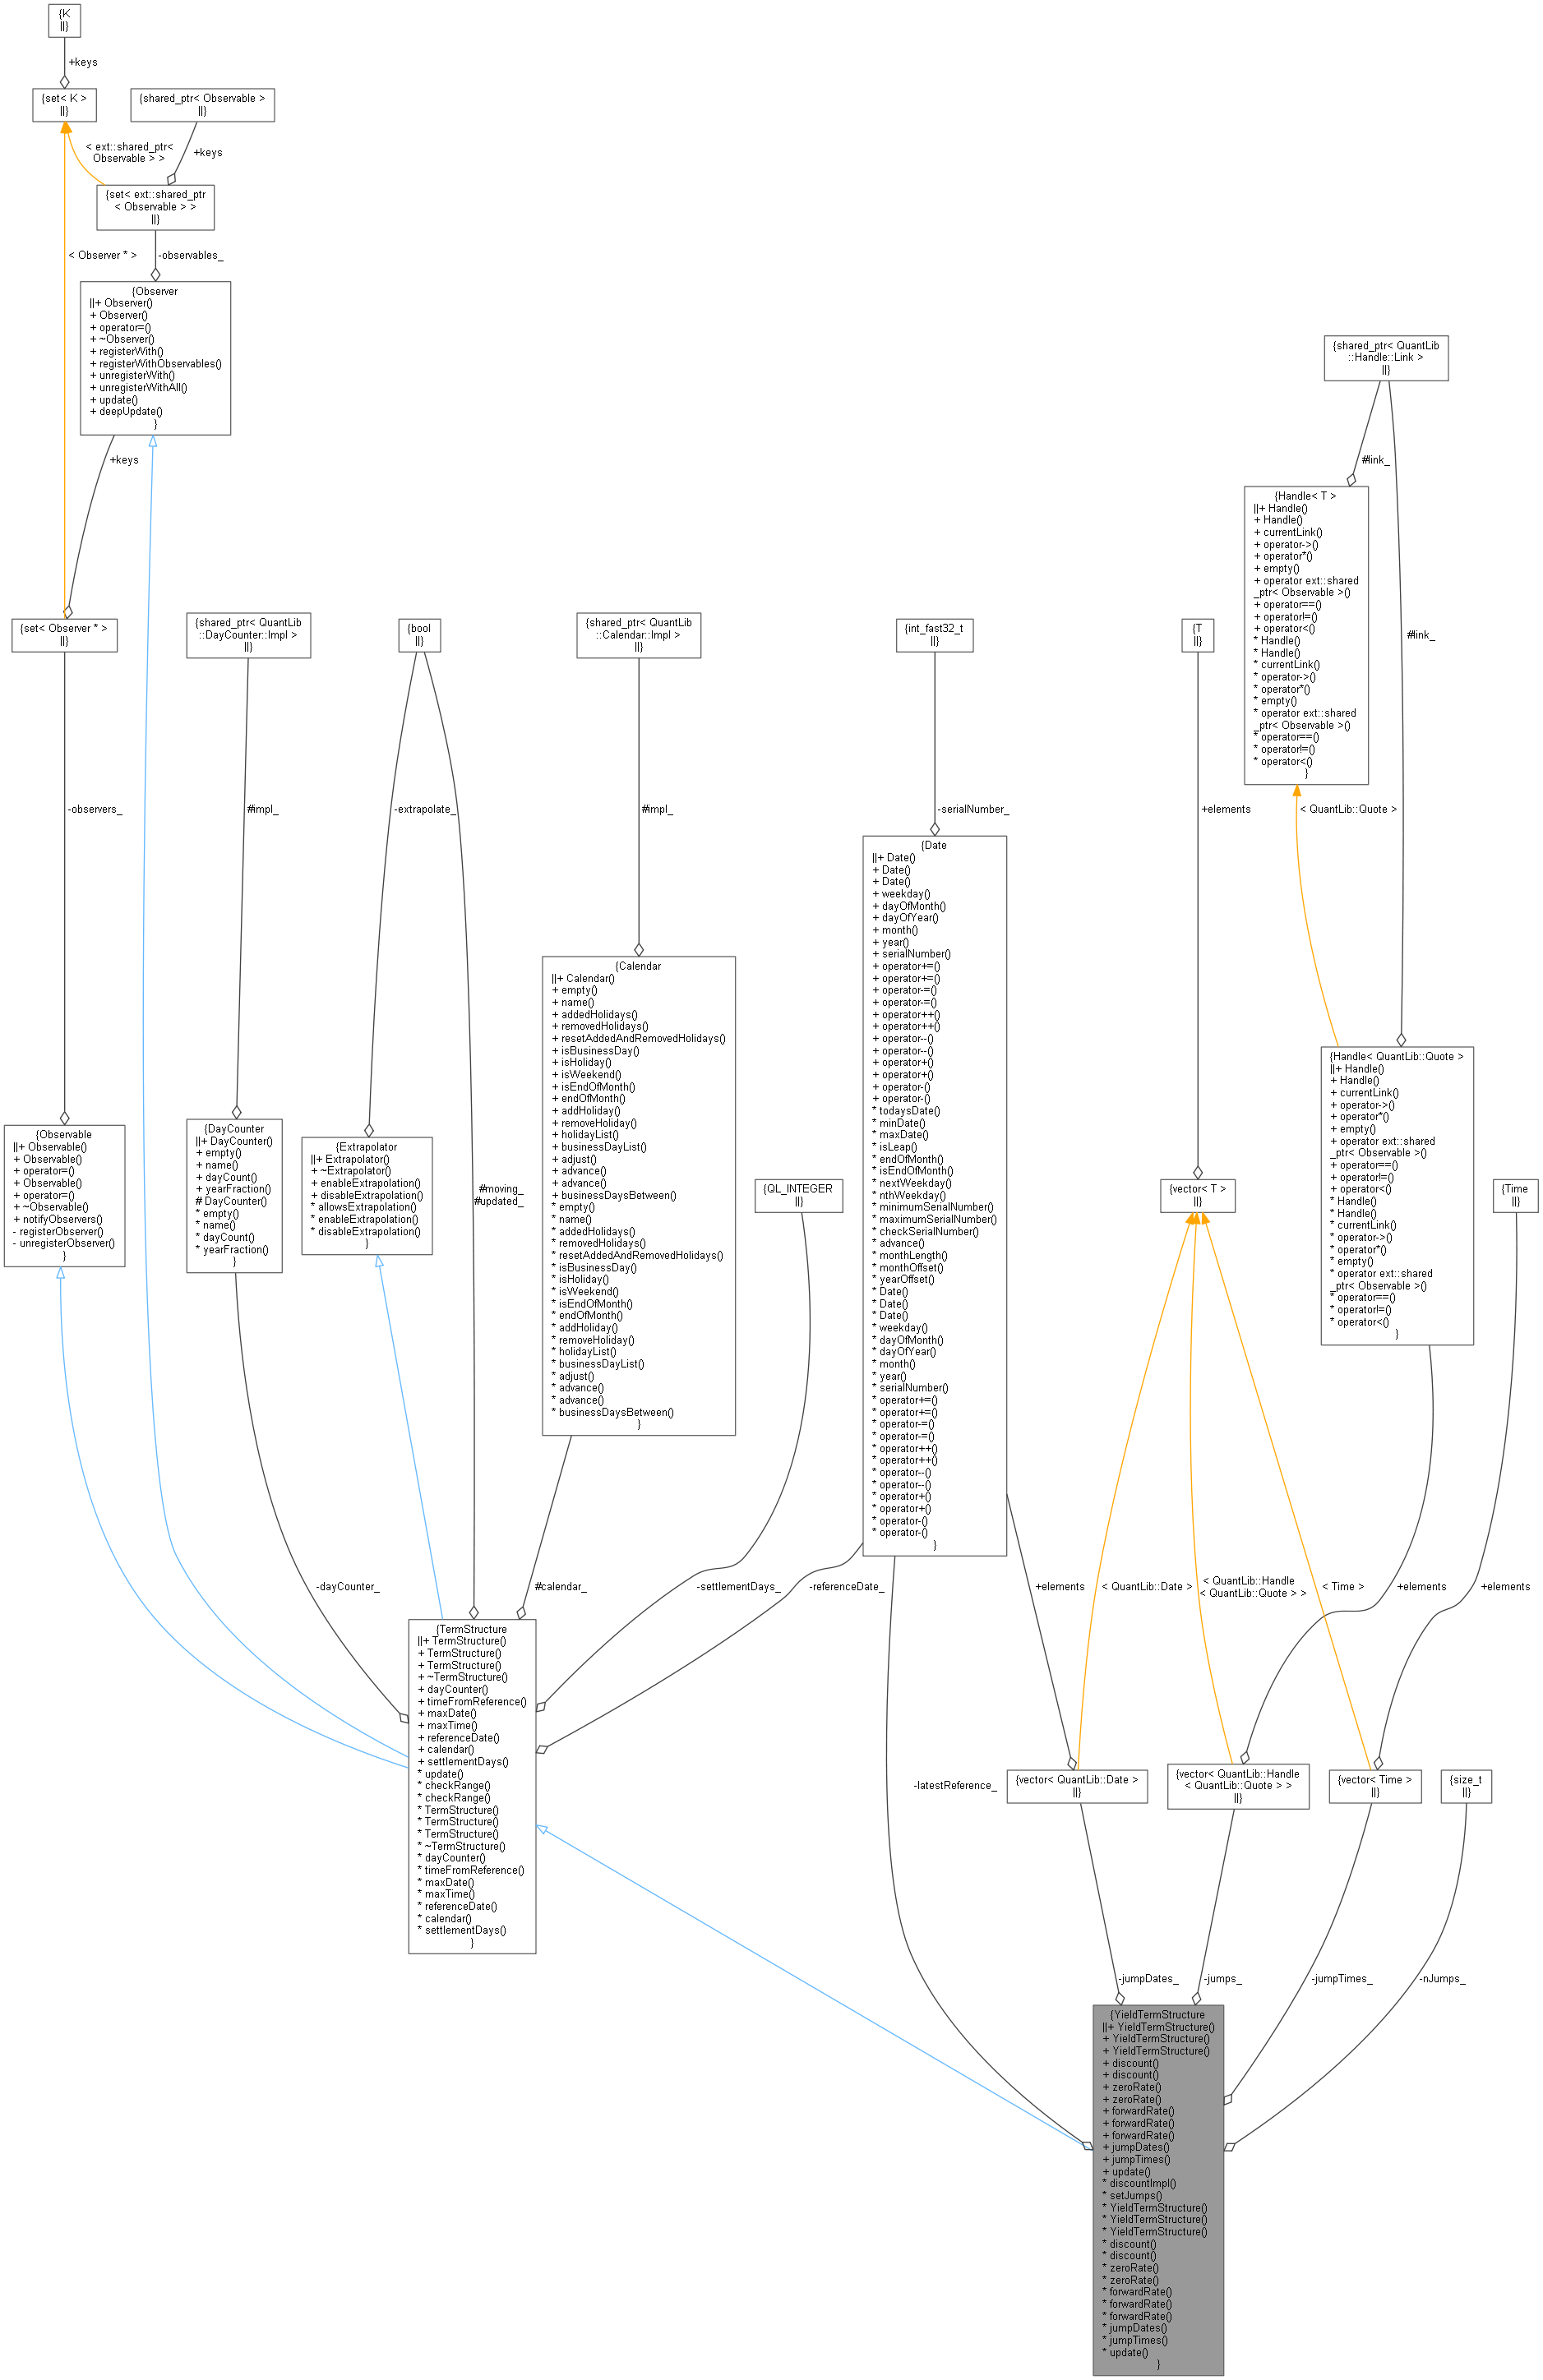 {K
||}
+keys
{set< K >
||}
{shared_ptr< Observable >
||}
< ext::shared_ptr<
Observable > >
+keys
{set< ext::shared_ptr
< Observable > >
||}
< Observer * >
-observables_
{Observer
||+ Observer()
+ Observer()
+ operator=()
+ ~Observer()
+ registerWith()
+ registerWithObservables()
+ unregisterWith()
+ unregisterWithAll()
+ update()
+ deepUpdate()
}
+keys
{shared_ptr< QuantLib
::Handle::Link >
||}
#link_
{Handle< T >
||+ Handle()
+ Handle()
+ currentLink()
+ operator->()
+ operator*()
+ empty()
+ operator ext::shared
_ptr< Observable >()
+ operator==()
+ operator!=()
+ operator<()
* Handle()
* Handle()
* currentLink()
* operator->()
* operator*()
* empty()
* operator ext::shared
_ptr< Observable >()
* operator==()
* operator!=()
* operator<()
}
#link_
{set< Observer * >
||}
{shared_ptr< QuantLib
::DayCounter::Impl >
||}
{bool
||}
{shared_ptr< QuantLib
::Calendar::Impl >
||}
{int_fast32_t
||}
{T
||}
-observers_
#impl_
-extrapolate_
#impl_
-serialNumber_
+elements
< QuantLib::Quote >
{Date
||+ Date()
+ Date()
+ Date()
+ weekday()
+ dayOfMonth()
+ dayOfYear()
+ month()
+ year()
+ serialNumber()
+ operator+=()
+ operator+=()
+ operator-=()
+ operator-=()
+ operator++()
+ operator++()
+ operator--()
+ operator--()
+ operator+()
+ operator+()
+ operator-()
+ operator-()
* todaysDate()
* minDate()
* maxDate()
* isLeap()
* endOfMonth()
* isEndOfMonth()
* nextWeekday()
* nthWeekday()
* minimumSerialNumber()
* maximumSerialNumber()
* checkSerialNumber()
* advance()
* monthLength()
* monthOffset()
* yearOffset()
* Date()
* Date()
* Date()
* weekday()
* dayOfMonth()
* dayOfYear()
* month()
* year()
* serialNumber()
* operator+=()
* operator+=()
* operator-=()
* operator-=()
* operator++()
* operator++()
* operator--()
* operator--()
* operator+()
* operator+()
* operator-()
* operator-()
}
{Calendar
||+ Calendar()
+ empty()
+ name()
+ addedHolidays()
+ removedHolidays()
+ resetAddedAndRemovedHolidays()
+ isBusinessDay()
+ isHoliday()
+ isWeekend()
+ isEndOfMonth()
+ endOfMonth()
+ addHoliday()
+ removeHoliday()
+ holidayList()
+ businessDayList()
+ adjust()
+ advance()
+ advance()
+ businessDaysBetween()
* empty()
* name()
* addedHolidays()
* removedHolidays()
* resetAddedAndRemovedHolidays()
* isBusinessDay()
* isHoliday()
* isWeekend()
* isEndOfMonth()
* endOfMonth()
* addHoliday()
* removeHoliday()
* holidayList()
* businessDayList()
* adjust()
* advance()
* advance()
* businessDaysBetween()
}
{Handle< QuantLib::Quote >
||+ Handle()
+ Handle()
+ currentLink()
+ operator->()
+ operator*()
+ empty()
+ operator ext::shared
_ptr< Observable >()
+ operator==()
+ operator!=()
+ operator<()
* Handle()
* Handle()
* currentLink()
* operator->()
* operator*()
* empty()
* operator ext::shared
_ptr< Observable >()
* operator==()
* operator!=()
* operator<()
}
{Observable
||+ Observable()
+ Observable()
+ operator=()
+ Observable()
+ operator=()
+ ~Observable()
+ notifyObservers()
- registerObserver()
- unregisterObserver()
}
{DayCounter
||+ DayCounter()
+ empty()
+ name()
+ dayCount()
+ yearFraction()
# DayCounter()
* empty()
* name()
* dayCount()
* yearFraction()
}
{Extrapolator
||+ Extrapolator()
+ ~Extrapolator()
+ enableExtrapolation()
+ disableExtrapolation()
* allowsExtrapolation()
* enableExtrapolation()
* disableExtrapolation()
}
#moving_
#updated_
{QL_INTEGER
||}
{vector< T >
||}
{Time
||}
-dayCounter_
#calendar_
-settlementDays_
-referenceDate_
+elements
< QuantLib::Date >
< QuantLib::Handle
< QuantLib::Quote > >
< Time >
+elements
+elements
{TermStructure
||+ TermStructure()
+ TermStructure()
+ TermStructure()
+ ~TermStructure()
+ dayCounter()
+ timeFromReference()
+ maxDate()
+ maxTime()
+ referenceDate()
+ calendar()
+ settlementDays()
* update()
* checkRange()
* checkRange()
* TermStructure()
* TermStructure()
* TermStructure()
* ~TermStructure()
* dayCounter()
* timeFromReference()
* maxDate()
* maxTime()
* referenceDate()
* calendar()
* settlementDays()
}
-latestReference_
{vector< QuantLib::Date >
||}
{vector< QuantLib::Handle
< QuantLib::Quote > >
||}
{vector< Time >
||}
{size_t
||}
-jumpDates_
-jumps_
-jumpTimes_
-nJumps_
{YieldTermStructure
||+ YieldTermStructure()
+ YieldTermStructure()
+ YieldTermStructure()
+ discount()
+ discount()
+ zeroRate()
+ zeroRate()
+ forwardRate()
+ forwardRate()
+ forwardRate()
+ jumpDates()
+ jumpTimes()
+ update()
* discountImpl()
* setJumps()
* YieldTermStructure()
* YieldTermStructure()
* YieldTermStructure()
* discount()
* discount()
* zeroRate()
* zeroRate()
* forwardRate()
* forwardRate()
* forwardRate()
* jumpDates()
* jumpTimes()
* update()
}